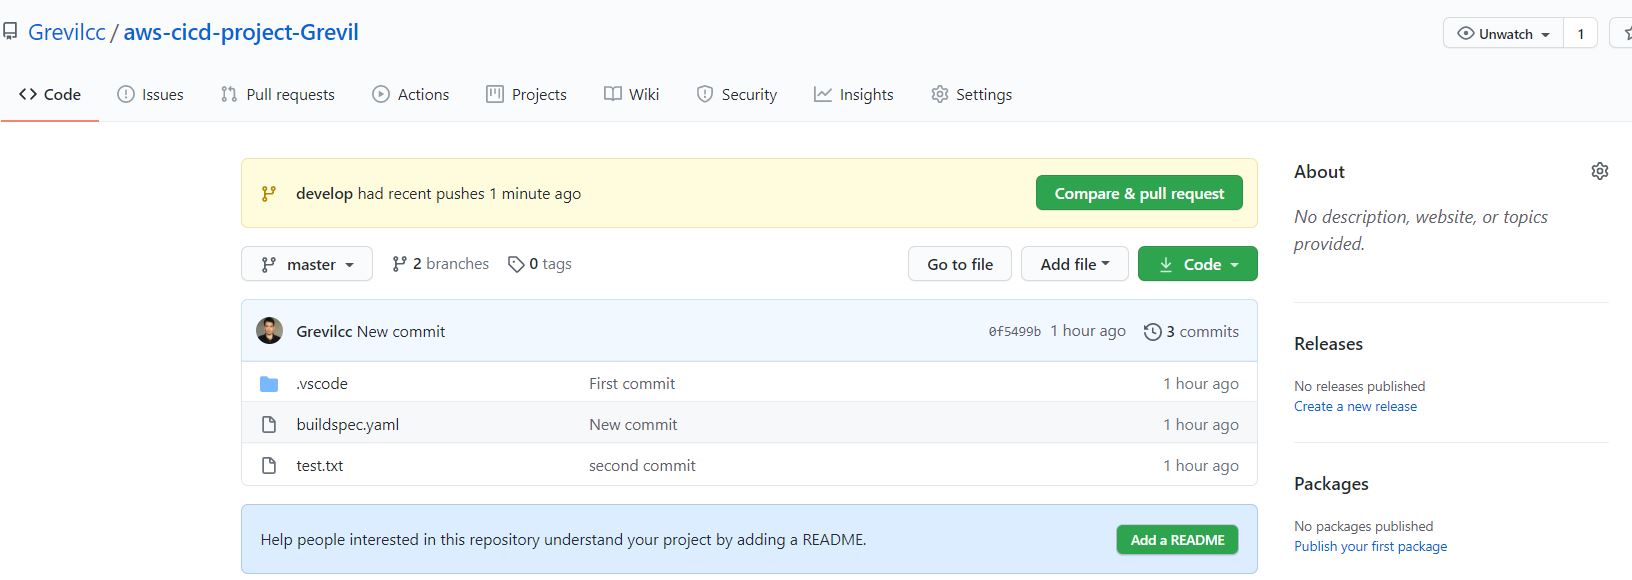 Grevilcc / aws-cicd-project-Grevil
Unwatch 1
Code Issues Pull requests Actions Projects Wiki Security Insights Settings
develop had recent pushes 1 minute ago Compare & pull request
master 2 branches 0 tags Go to file Add file Code
Grevilcc New commit 0f5499b 1 hour ago 3 commits
.vscode First commit 1 hour ago
buildspec.yaml New commit 1 hour ago
test.txt second commit 1 hour ago
Help people interested in this repository understand your project by adding a README. Add a README
About
No description, website, or topics
provided.
Releases
No releases published
Create a new release
Packages
No packages published
Publish your first package